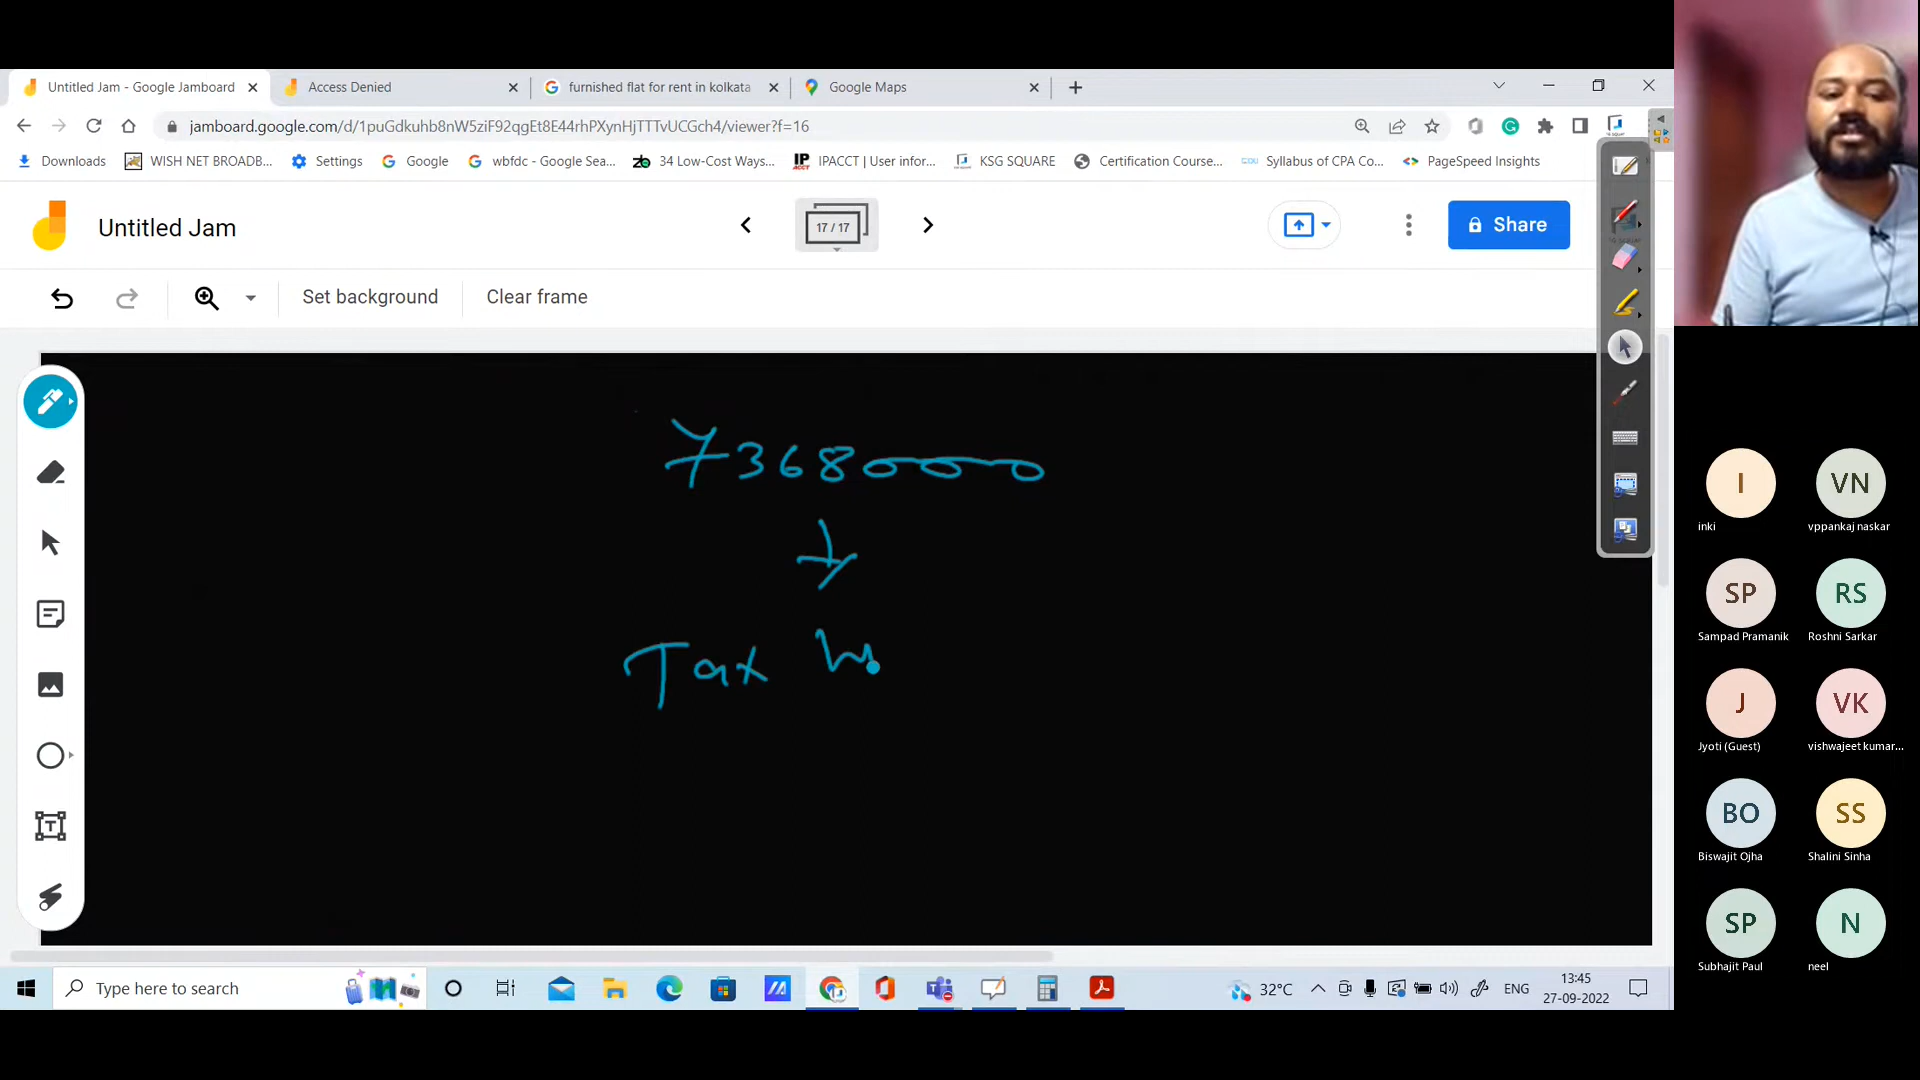 Untitled Jam - Google Jamboard
Access Denied
furnished flat for rent in kolkata
Google Maps
jamboard.google.com/d/1puGdkuhb8nW5ziF92qgEt8E44rhPXynHjTTTvUCGch4/viewer?f=16
Downloads WISH NET BROADB... Settings Google wbfdc - Google Sea... 34 Low-Cost Ways... IPACCT | User infor... KSG SQUARE Certification Course... Syllabus of CPA Co... PageSpeed Insights
Untitled Jam
17 / 17
Share
Set background
Clear frame
7368000
Tax
I
inki
VN
vppankaj naskar
SP
Sampad Pramanik
RS
Roshni Sarkar
J
Jyoti (Guest)
VK
vishwajeet kumar...
BO
Biswajit Ojha
SS
Shalini Sinha
SP
Subhajit Paul
N
neel
Type here to search
32°C
ENG
13:45
27-09-2022